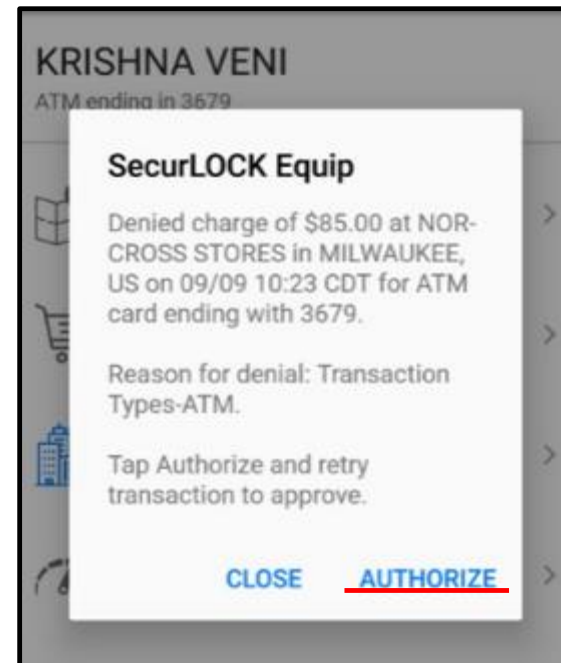 KRISHNA VENI
ATM ending in 3679
SecurLOCK Equip
Denied charge of $85.00 at NOR-
CROSS STORES in MILWAUKEE,
US on 09/09 10:23 CDT for ATM
card ending with 3679.
Reason for denial: Transaction
Types-ATM.
Tap Authorize and retry
transaction to approve.
CLOSE AUTHORIZE